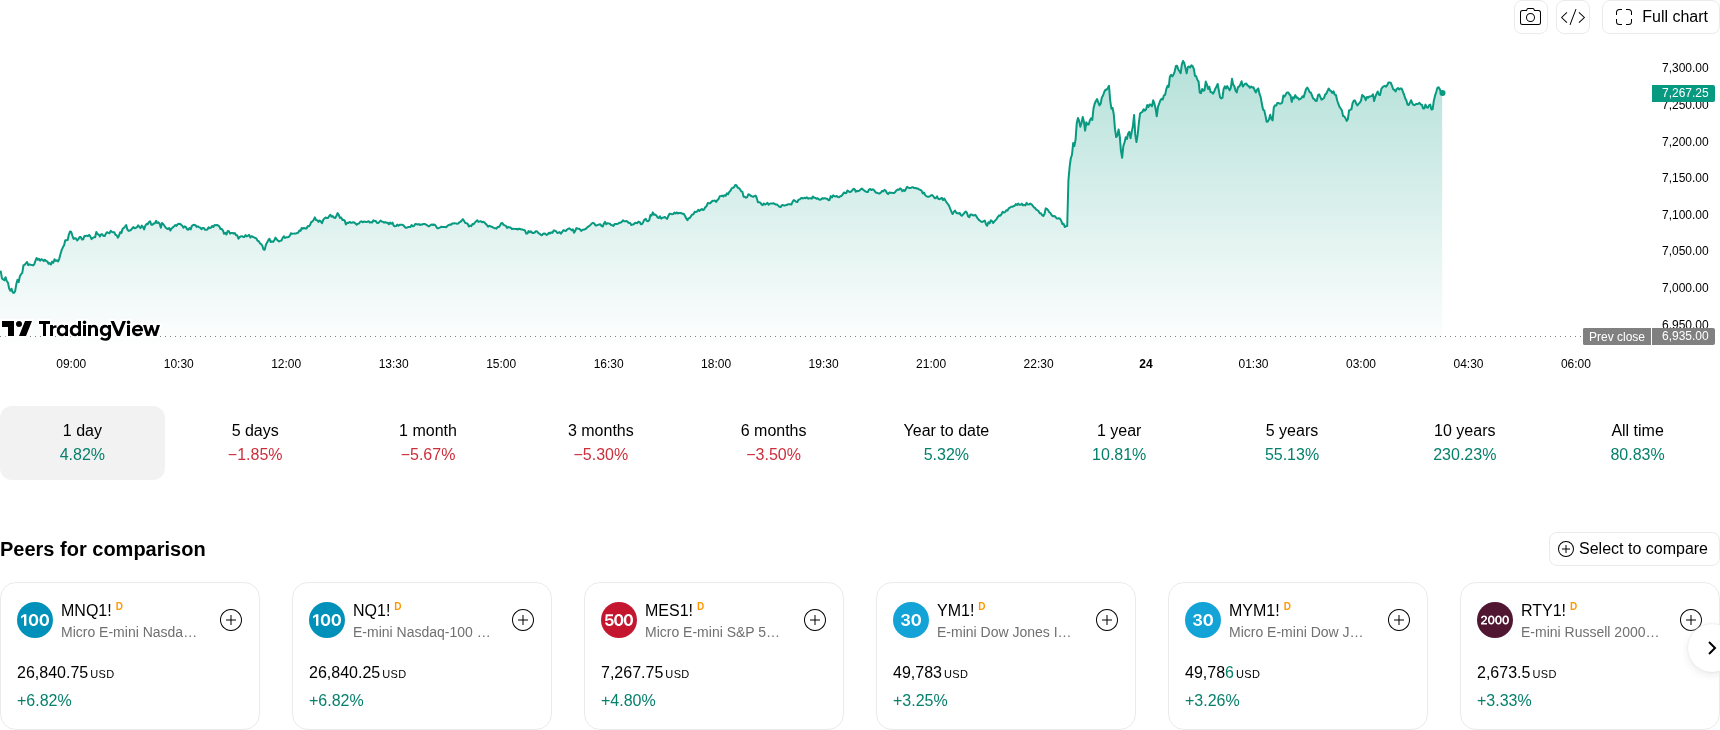 Full chart
7,300.00
7,267.25
7,250.00
7,200.00
7,150.00
7,100.00
7,050.00
7,000.00
6,950.00
Prev close 6,935.00
TradingView
09:00 10:30 12:00 13:30 15:00 16:30 18:00 19:30 21:00 22:30 24 01:30 03:00 04:30 06:00
1 day 5 days 1 month 3 months 6 months Year to date 1 year 5 years 10 years All time
4.82% −1.85% −5.67% −5.30% −3.50% 5.32% 10.81% 55.13% 230.23% 80.83%
Peers for comparison
Select to compare
100 MNQ1! D
Micro E-mini Nasda…
26,840.75 USD
+6.82%
100 NQ1! D
E-mini Nasdaq-100 …
26,840.25 USD
+6.82%
500 MES1! D
Micro E-mini S&P 5…
7,267.75 USD
+4.80%
30 YM1! D
E-mini Dow Jones I…
49,783 USD
+3.25%
30 MYM1! D
Micro E-mini Dow J…
49,786 USD
+3.26%
2000 RTY1! D
E-mini Russell 2000…
2,673.5 USD
+3.33%